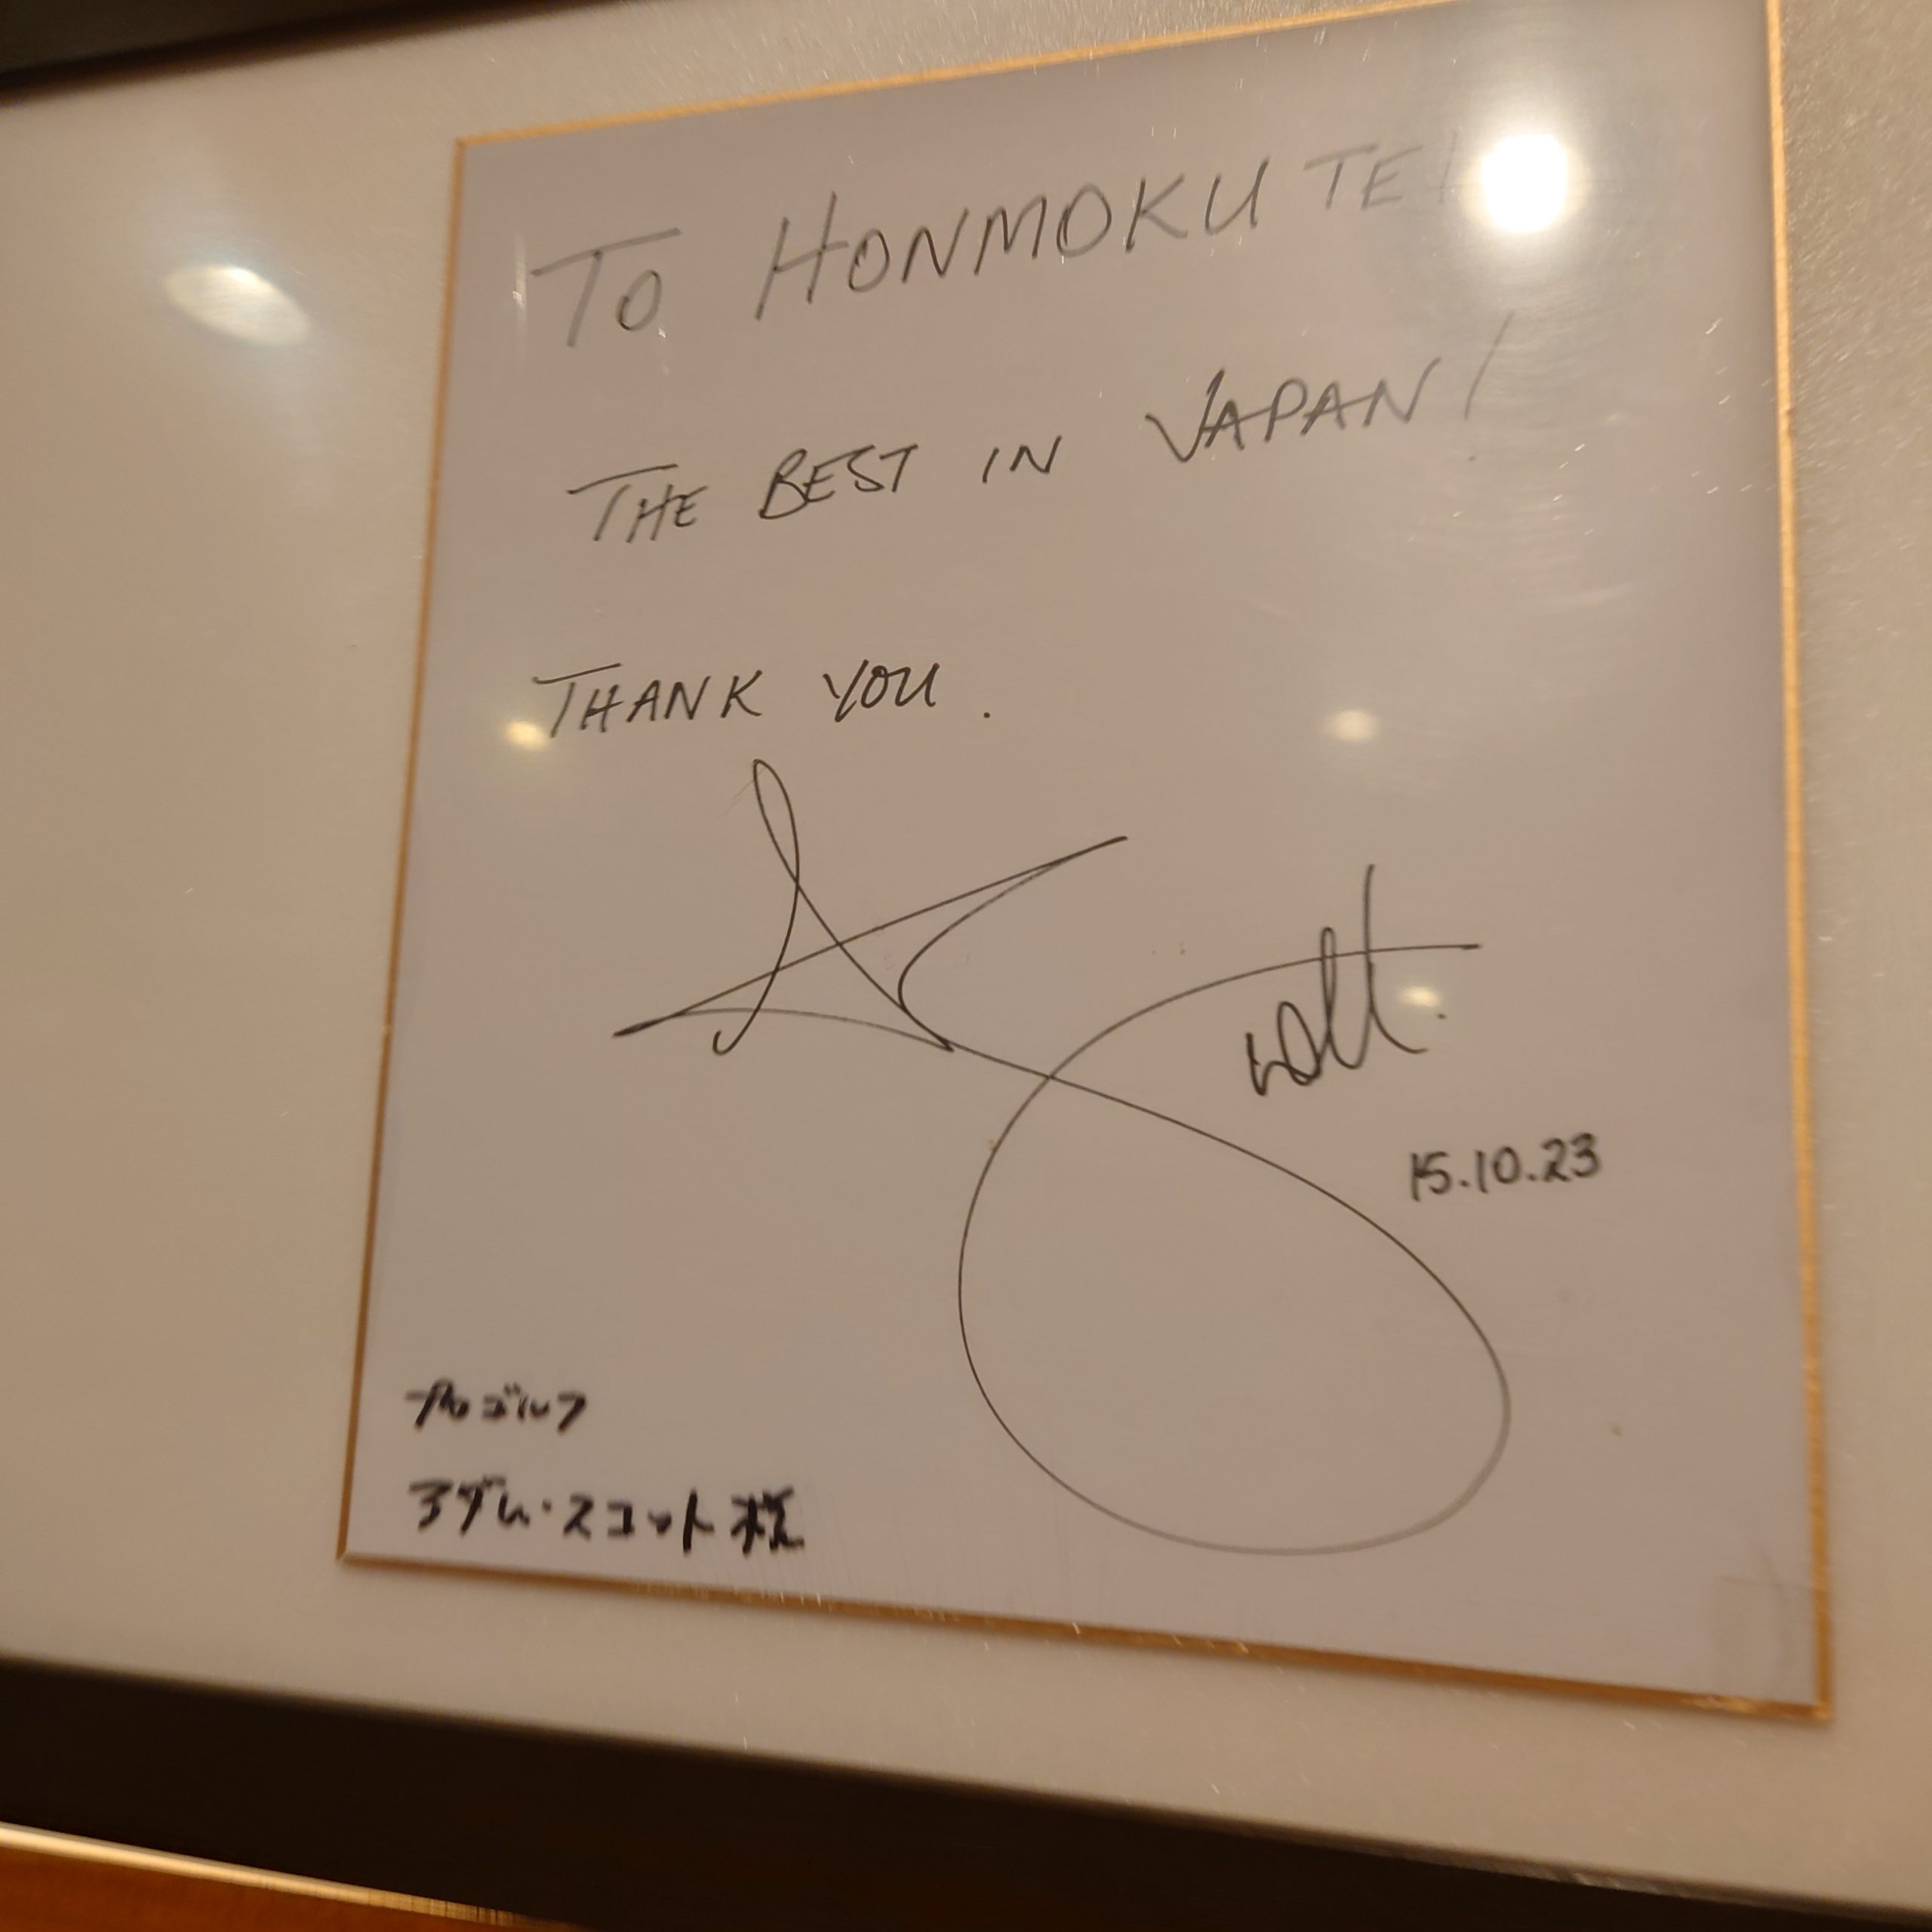 TO HONMOKU TEI
THE BEST IN JAPAN!
THANK YOU.
A Scott.
15.10.23
プロゴルフ
アダム・スコット様